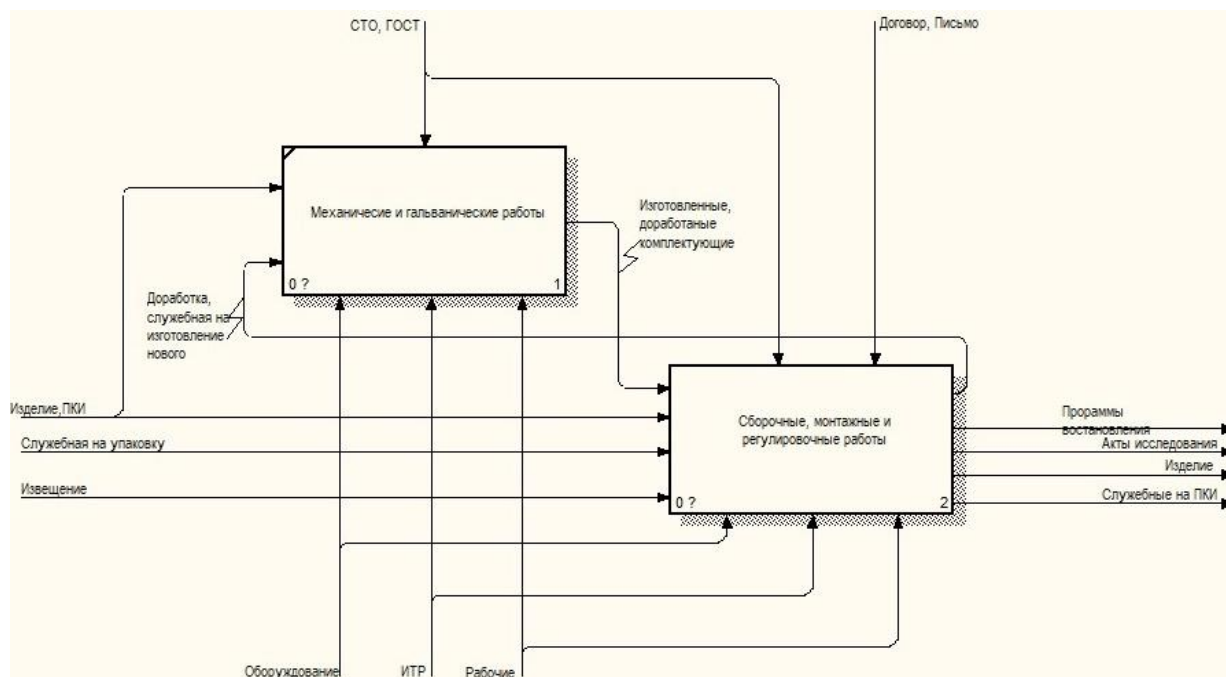 СТО, ГОСТ
Договор, Письмо
Механичесие и гальванические работы
0 ?
1
Изготовленные,
доработаные
комплектующие
Доработка,
служебная на
изготовление
нового
Изделие,ПКИ
Служебная на упаковку
Извещение
Сборочные, монтажные и
регулировочные работы
0 ?
2
Прораммы
востановления
Акты исследования
Изделие
Служебные на ПКИ
Оборуждование
ИТР
Рабочие